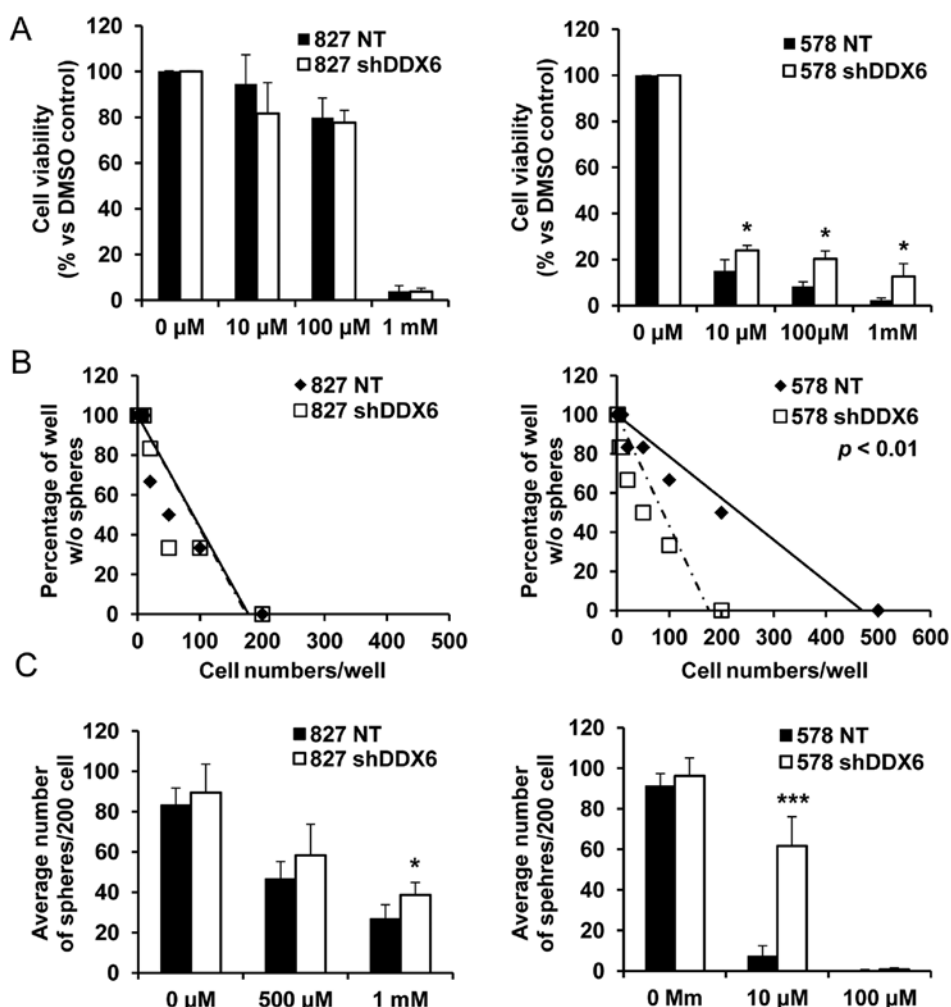 A
Cell viability
(% vs DMSO control)
120
100
80
60
40
20
0
827 NT
827 shDDX6
0 µM
10 µM
100 µM
1 mM
Cell viability
(% vs DMSO control)
120
100
80
60
40
20
0
578 NT
578 shDDX6
*
*
*
0 µM
10 µM
100µM
1mM
B
Percentage of well
w/o spheres
120
100
80
60
40
20
0
827 NT
827 shDDX6
0
100
200
300
400
500
Cell numbers/well
Percentage of well
w/o spheres
120
100
80
60
40
20
0
578 NT
578 shDDX6
p < 0.01
0
100
200
300
400
500
600
Cell numbers/well
C
Average number
of spheres/200 cell
120
100
80
60
40
20
0
827 NT
827 shDDX6
*
0 µM
500 µM
1 mM
Average number
of spehres/200 cell
120
100
80
60
40
20
0
578 NT
578 shDDX6
***
0 Mm
10 µM
100 µM